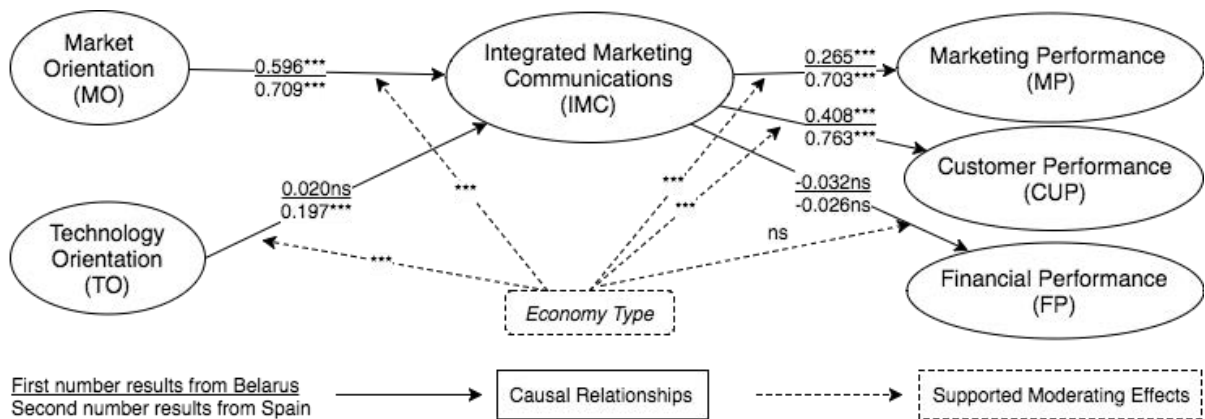 Market
Orientation
(MO)
0.596***
0.709***
Integrated Marketing
Communications
(IMC)
0.265***
0.703***
Marketing Performance
(MP)
0.408***
0.763***
Customer Performance
(CUP)
Technology
Orientation
(TO)
0.020ns
0.197***
***
***
***
***
-0.032ns
-0.026ns
ns
Financial Performance
(FP)
Economy Type
First number results from Belarus
Second number results from Spain
Causal Relationships
Supported Moderating Effects